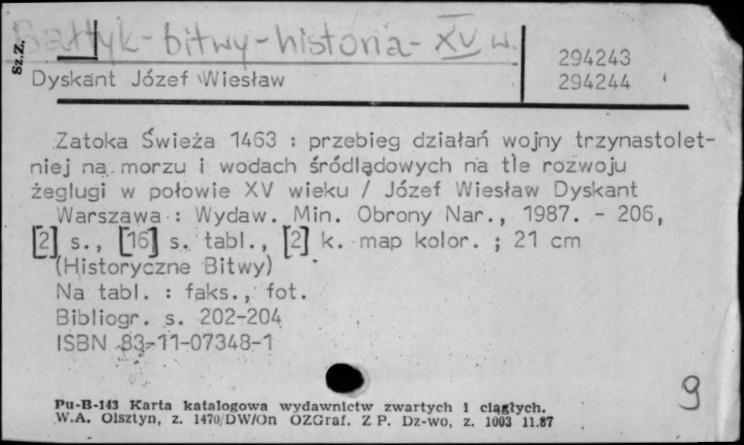 Bałtyk - bitwy - historia - XV w.
Sz.Z.
294243
Dyskant Józef Wiesław
294244
Zatoka Świeża 1463 : przebieg działań wojny trzynastolet-
niej na morzu i wodach śródlądowych na tle rozwoju
żeglugi w połowie XV wieku / Józef Wiesław Dyskant
Warszawa : Wydaw. Min. Obrony Nar., 1987. - 206,
[2] s., [16] s. tabl., [2] k. map kolor. ; 21 cm
(Historyczne Bitwy)
Na tabl. : faks., fot.
Bibliogr. s. 202-204
ISBN 83-11-07348-1
9
Pu-B-143 Karta katalogowa wydawnictw zwartych i ciągłych.
W.A. Olsztyn, z. 1470/DW/On OZGraf. Z P. Dz-wo, z. 1003 11.87